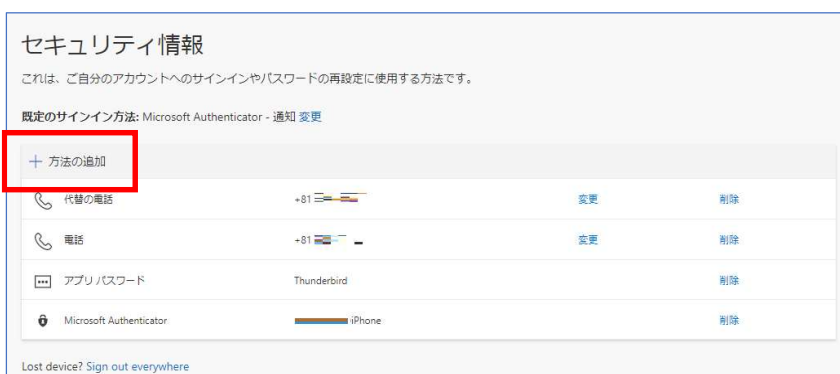 セキュリティ情報
これは、ご自分のアカウントへのサインインやパスワードの再設定に使用する方法です。
既定のサインイン方法: Microsoft Authenticator - 通知 変更
+ 方法の追加
代替の電話 +81 変更 削除
電話 +81 変更 削除
アプリ パスワード Thunderbird 削除
Microsoft Authenticator iPhone 削除
Lost device? Sign out everywhere